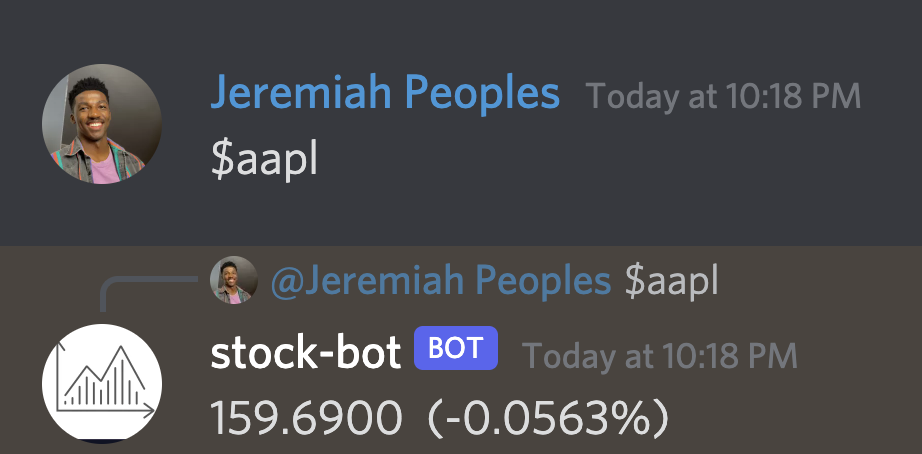 Jeremiah Peoples Today at 10:18 PM
$aapl
@Jeremiah Peoples $aapl
stock-bot BOT Today at 10:18 PM
159.6900 (-0.0563%)